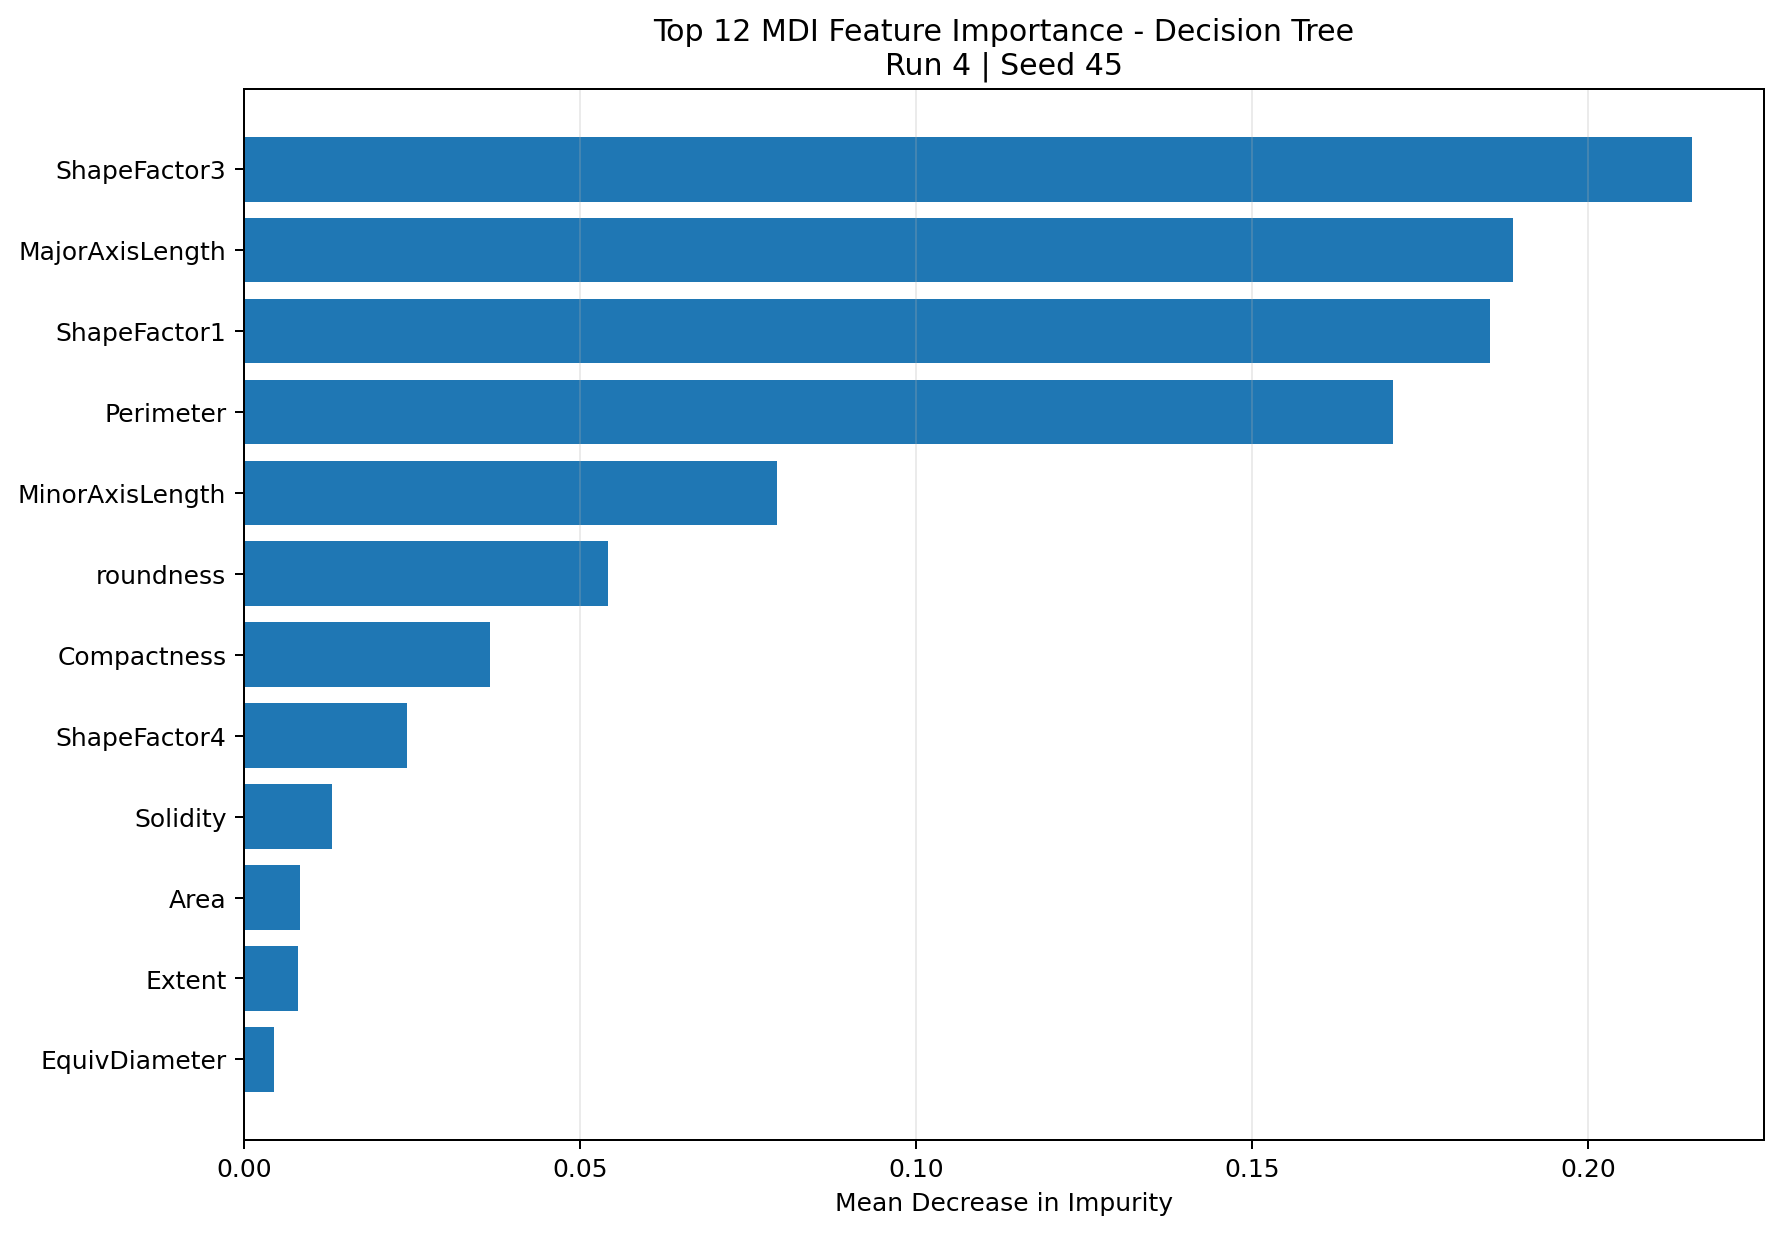 Top 12 MDI Feature Importance - Decision Tree
Run 4 | Seed 45
ShapeFactor3
MajorAxisLength
ShapeFactor1
Perimeter
MinorAxisLength
roundness
Compactness
ShapeFactor4
Solidity
Area
Extent
EquivDiameter
0.00 0.05 0.10 0.15 0.20
Mean Decrease in Impurity